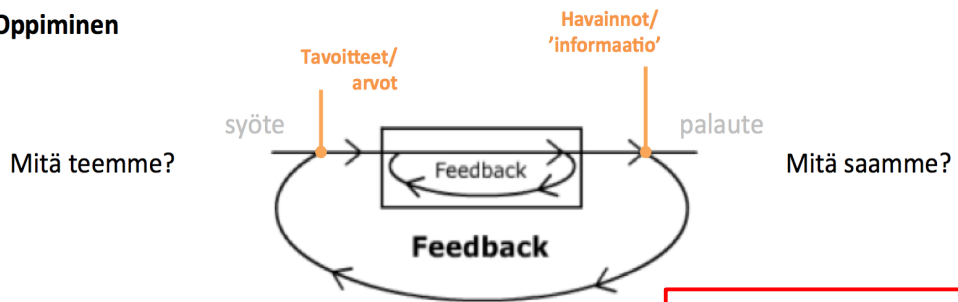 Oppiminen
Havainnot/
'informaatio'
Tavoitteet/
arvot
syöte
palaute
Mitä teemme?
Feedback
Mitä saamme?
Feedback